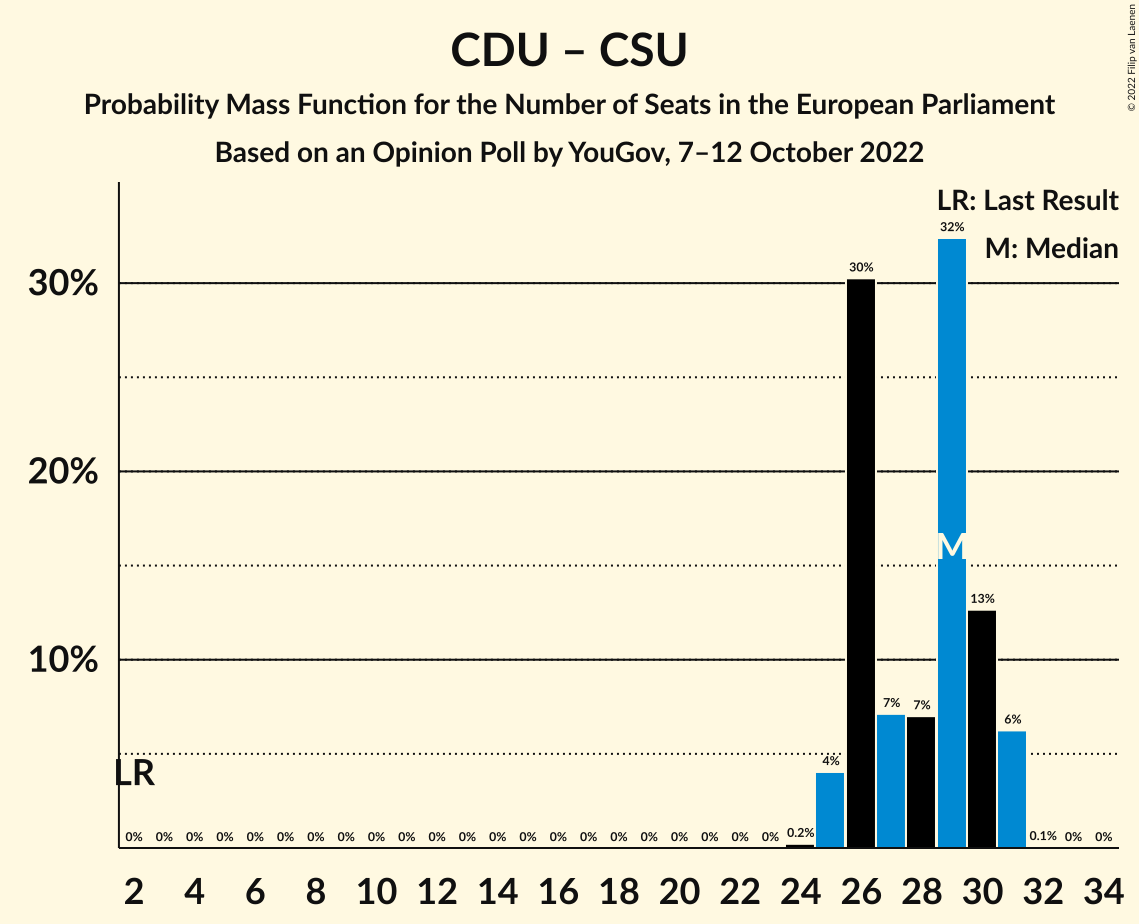 CDU – CSU
Probability Mass Function for the Number of Seats in the European Parliament
Based on an Opinion Poll by YouGov, 7–12 October 2022
© 2022 Filip van Laenen
LR: Last Result
M: Median
30%
20%
10%
LR
M
0% 0% 0% 0% 0% 0% 0% 0% 0% 0% 0% 0% 0% 0% 0% 0% 0% 0% 0% 0% 0% 0% 0.2% 4% 30% 7% 7% 32% 13% 6% 0.1% 0% 0%
2 4 6 8 10 12 14 16 18 20 22 24 26 28 30 32 34